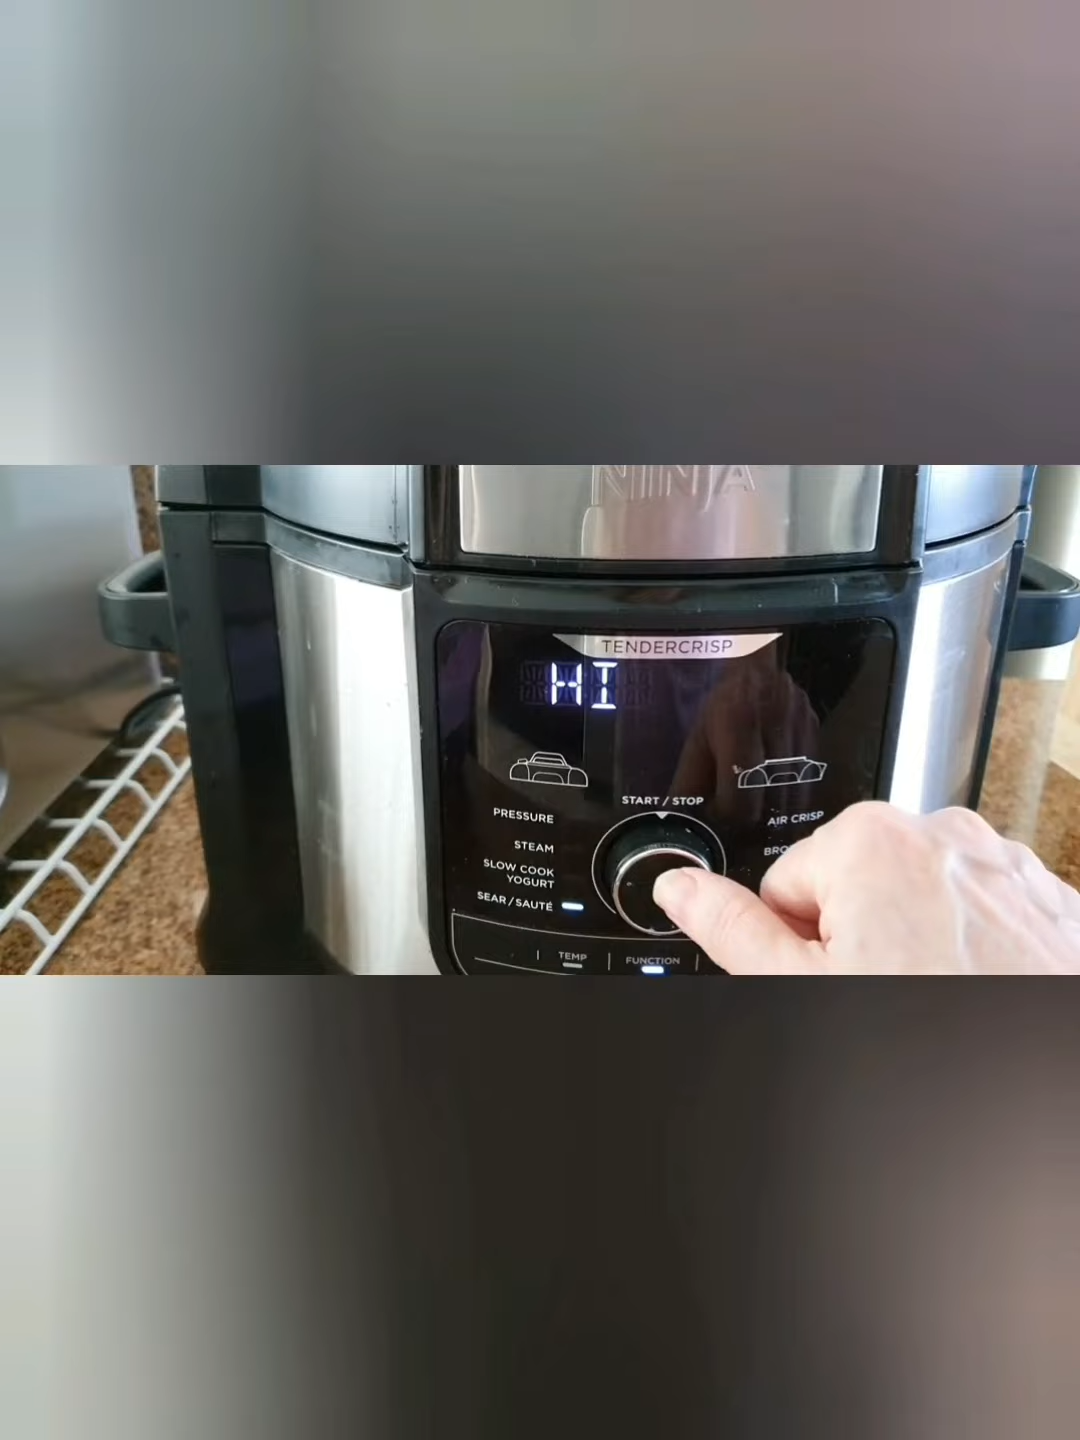 NINJA
TENDERCRISP
HI
START / STOP
PRESSURE
AIR CRISP
STEAM
SLOW COOK
YOGURT
SEAR/SAUTÉ
TEMP
FUNCTION